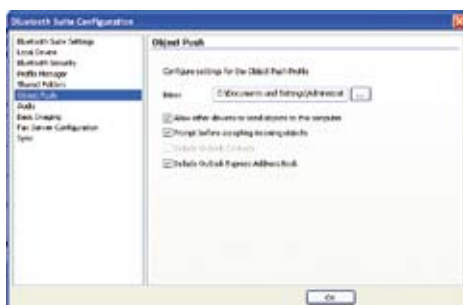 Bluetooth Suite Configuration
Bluetooth Suite Settings
Local Device
Bluetooth Security
Profile Manager
Shared Folders
Object Push
Audio
Basic Imaging
Fax Server Configuration
Sync
Object Push
Configure settings for the Object Push Profile
Inbox: C:\Documents and Settings\Administrat ...
Allow other devices to send objects to this computer
Prompt before accepting incoming objects
Include Outlook Contacts
Include Outlook Express Address Book
OK